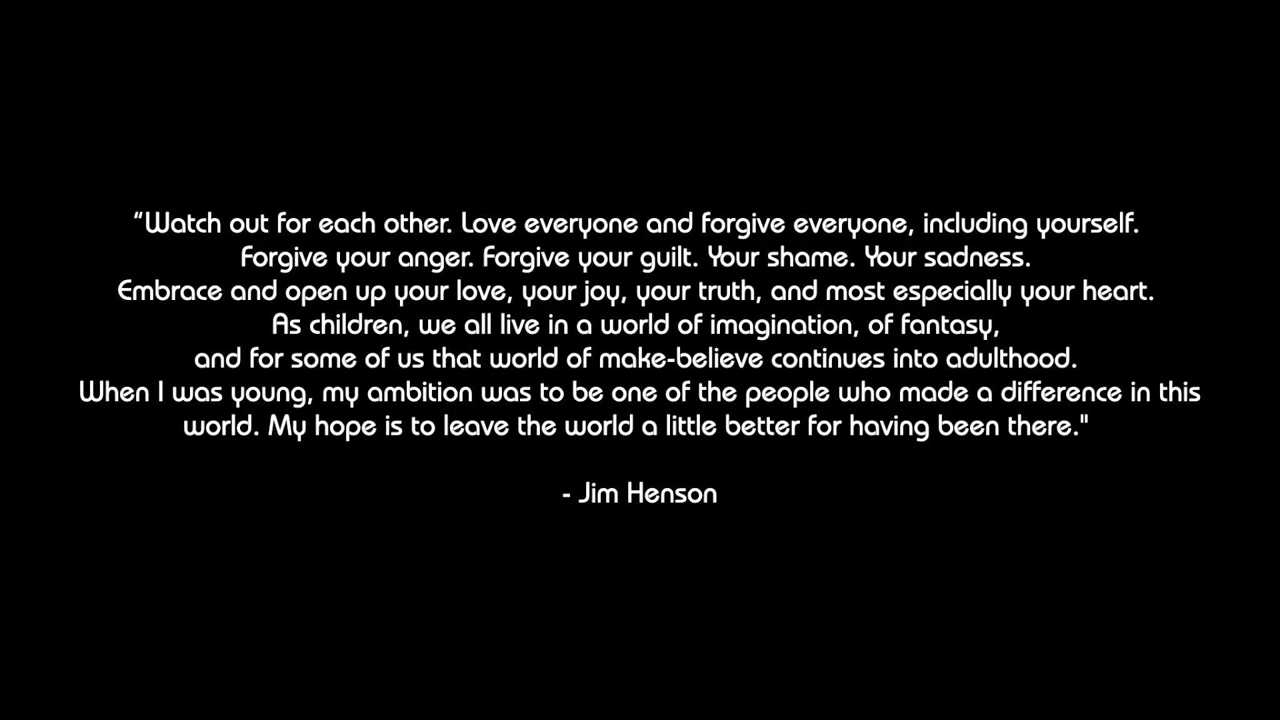 “Watch out for each other. Love everyone and forgive everyone, including yourself.
Forgive your anger. Forgive your guilt. Your shame. Your sadness.
Embrace and open up your love, your joy, your truth, and most especially your heart.
As children, we all live in a world of imagination, of fantasy,
and for some of us that world of make-believe continues into adulthood.
When I was young, my ambition was to be one of the people who made a difference in this
world. My hope is to leave the world a little better for having been there."
- Jim Henson